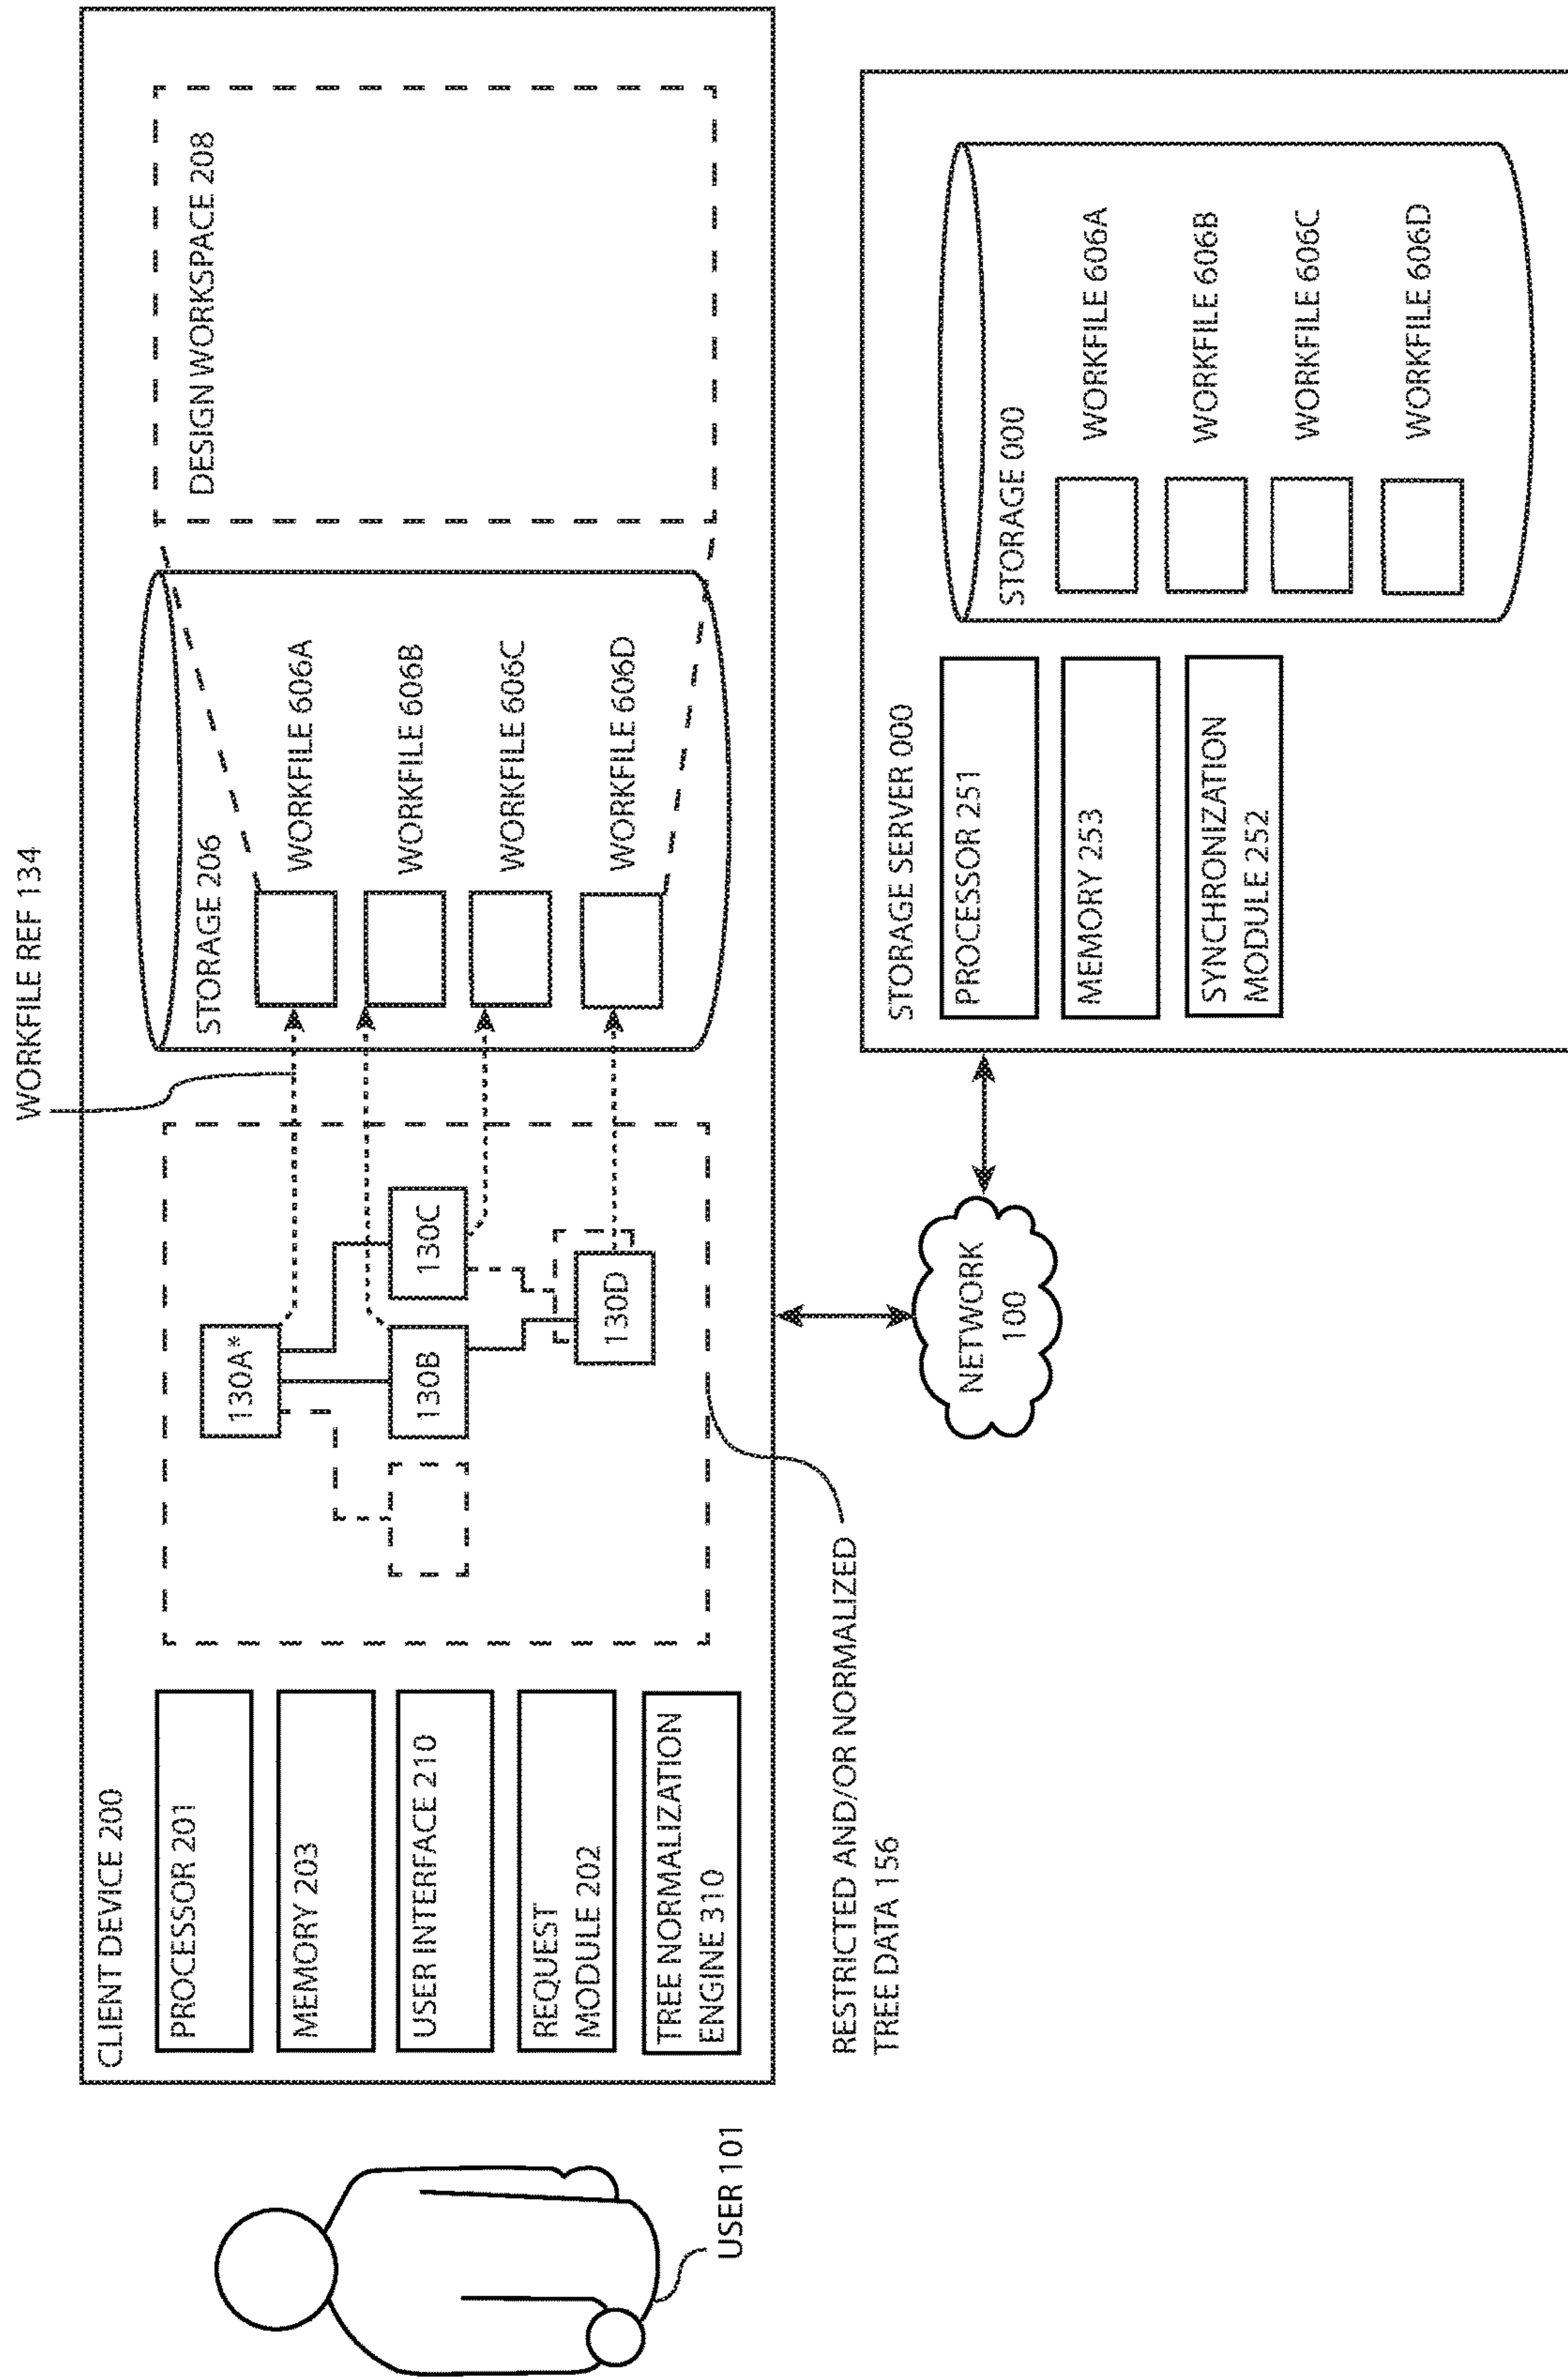 WORKFILE REF 134
CLIENT DEVICE 200
PROCESSOR 201
MEMORY 203
USER INTERFACE 210
REQUEST
MODULE 202
TREE NORMALIZATION
ENGINE 310
130A*
130B
130C
130D
STORAGE 206
WORKFILE 606A
WORKFILE 606B
WORKFILE 606C
WORKFILE 606D
DESIGN WORKSPACE 208
USER 101
RESTRICTED AND/OR NORMALIZED
TREE DATA 156
NETWORK
100
STORAGE SERVER 000
PROCESSOR 251
MEMORY 253
SYNCHRONIZATION
MODULE 252
STORAGE 000
WORKFILE 606A
WORKFILE 606B
WORKFILE 606C
WORKFILE 606D